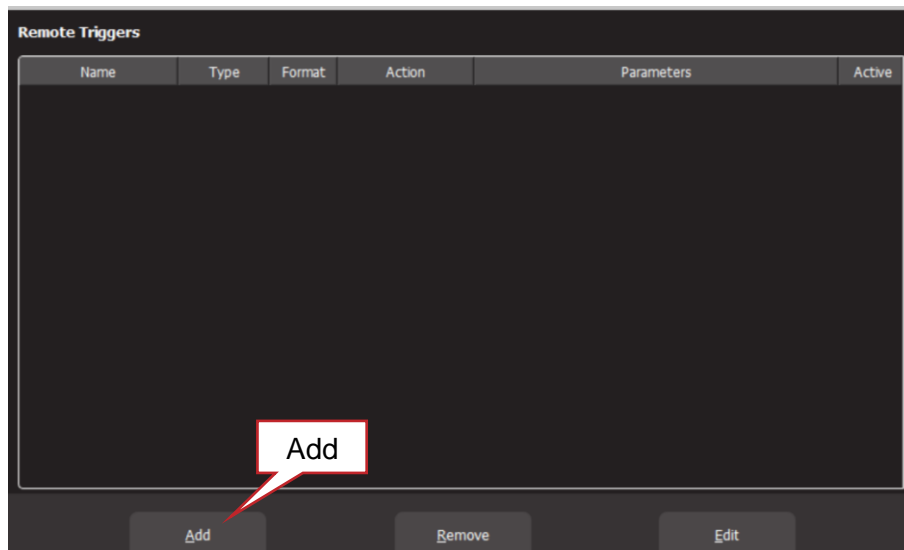 Remote Triggers
Name Type Format Action Parameters Active
Add
Add Remove Edit